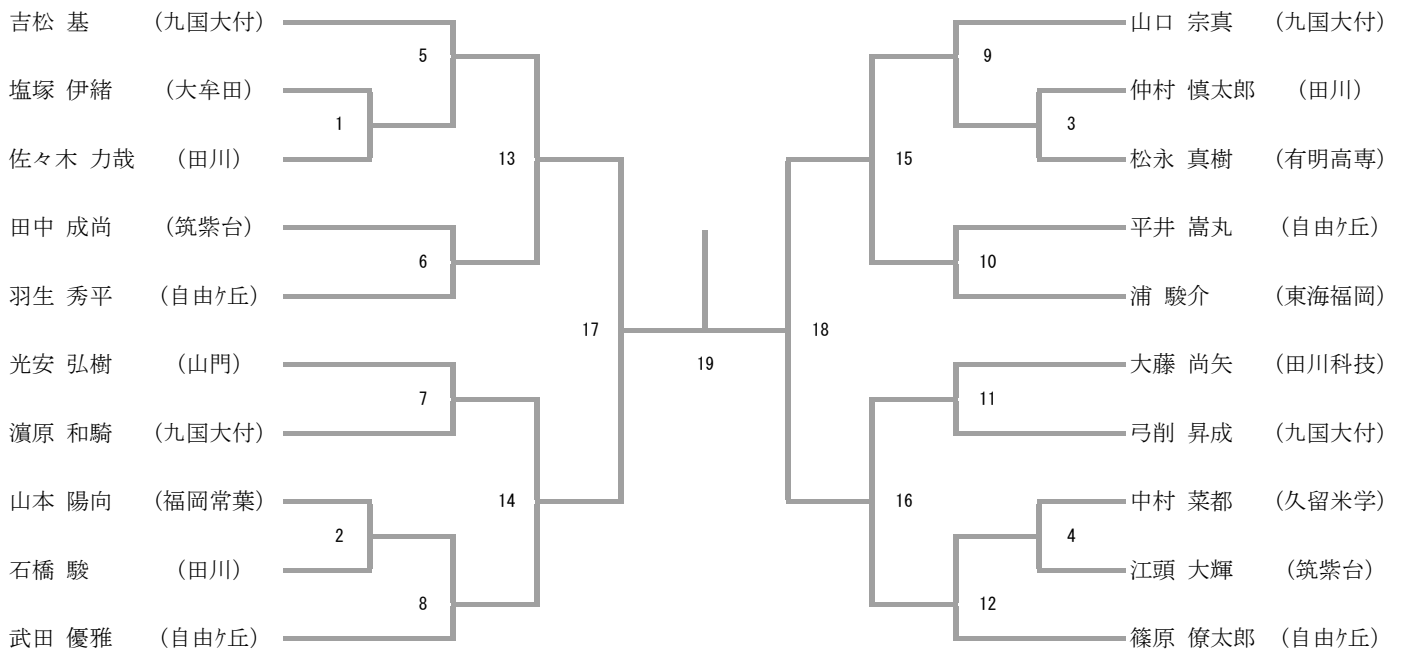 吉松 基 (九国大付)
塩塚 伊緒 (大牟田)
佐々木 力哉 (田川)
田中 成尚 (筑紫台)
羽生 秀平 (自由ケ丘)
光安 弘樹 (山門)
濵原 和騎 (九国大付)
山本 陽向 (福岡常葉)
石橋 駿 (田川)
武田 優雅 (自由ケ丘)
5
1
13
6
17
7
14
2
8
19
9
3
15
10
18
11
16
4
12
山口 宗真 (九国大付)
仲村 慎太郎 (田川)
松永 真樹 (有明高専)
平井 嵩丸 (自由ケ丘)
浦 駿介 (東海福岡)
大藤 尚矢 (田川科技)
弓削 昇成 (九国大付)
中村 菜都 (久留米学)
江頭 大輝 (筑紫台)
篠原 僚太郎 (自由ケ丘)